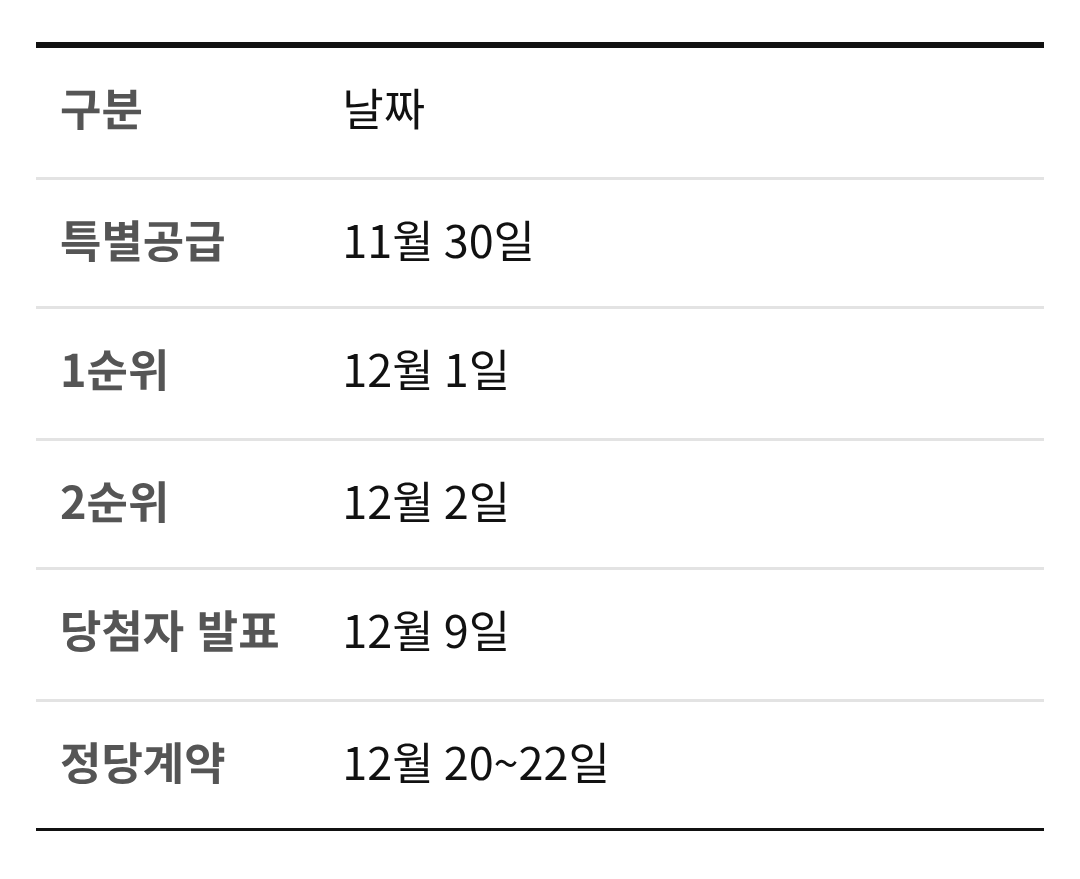 구분 날짜
특별공급 11월 30일
1순위 12월 1일
2순위 12월 2일
당첨자 발표 12월 9일
정당계약 12월 20~22일